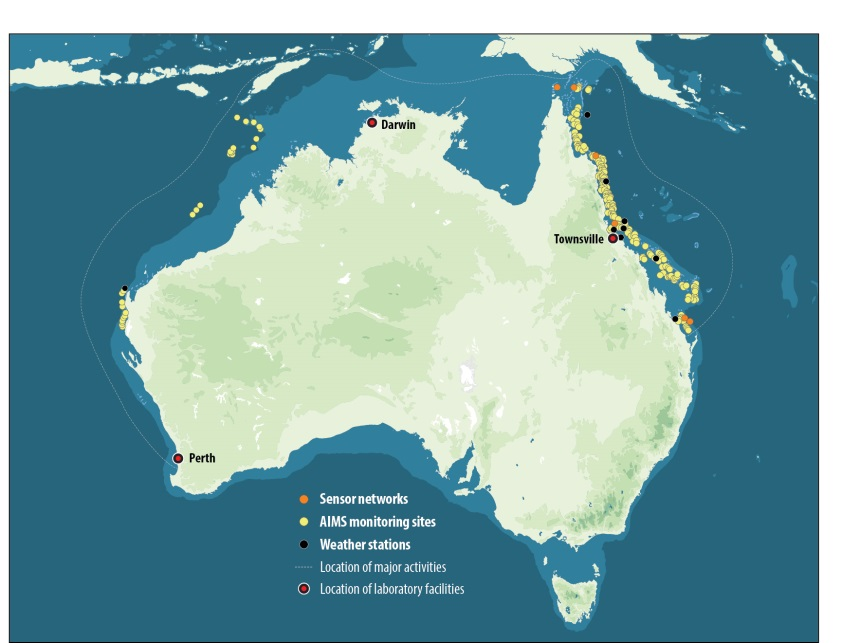 Darwin
Townsville
Perth
Sensor networks
AIMS monitoring sites
Weather stations
Location of major activities
Location of laboratory facilities